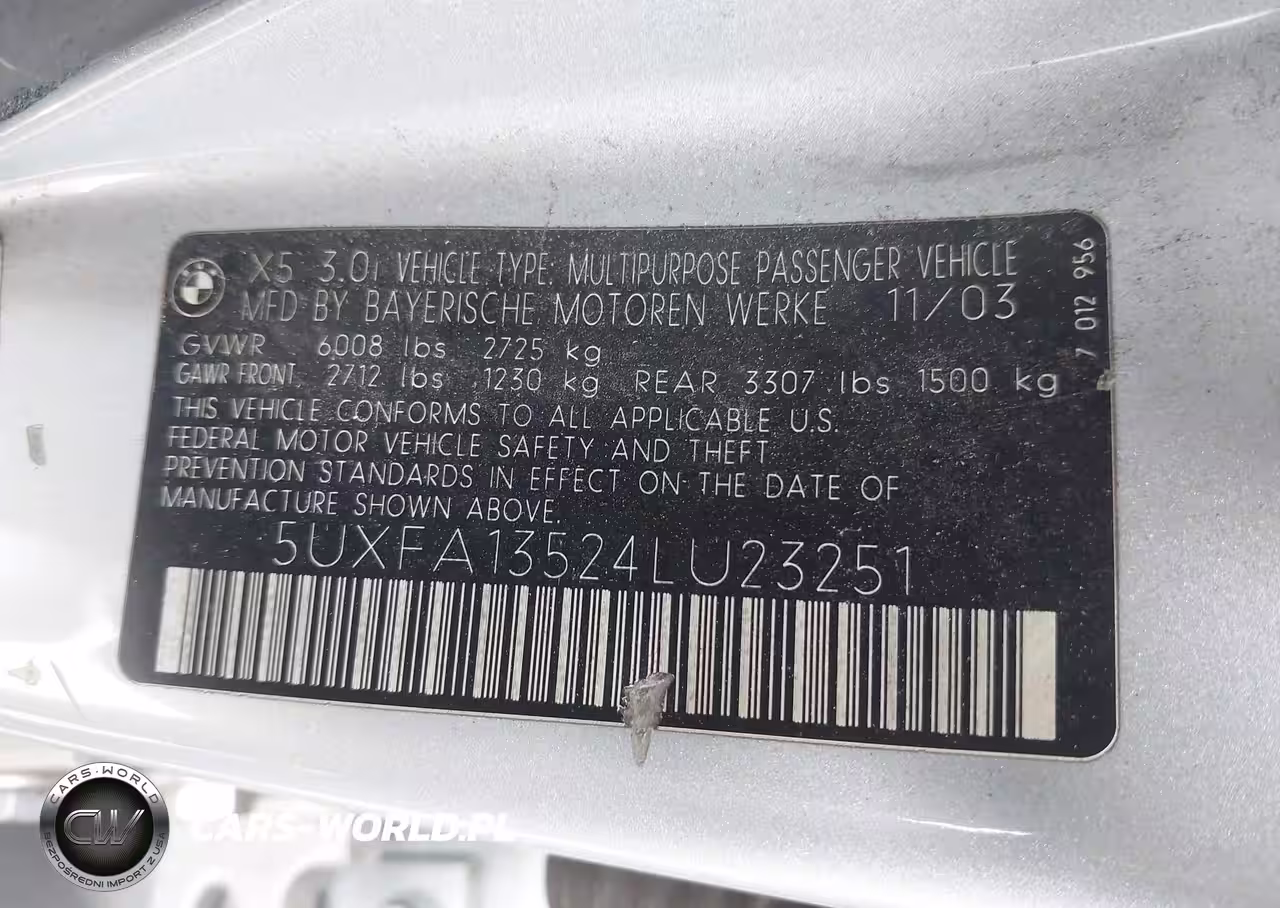 X5 3.0i VEHICLE TYPE: MULTIPURPOSE PASSENGER VEHICLE
MFD BY BAYERISCHE MOTOREN WERKE 11/03
GVWR 6008 lbs 2725 kg
GAWR FRONT. 2712 lbs .1230 kg REAR 3307 lbs 1500 kg
THIS VEHICLE CONFORMS TO ALL APPLICABLE U.S.
FEDERAL MOTOR VEHICLE SAFETY AND THEFT
PREVENTION STANDARDS IN EFFECT ON THE DATE OF
MANUFACTURE SHOWN ABOVE.
5UXFA13524LU23251
7 012 956
CARS-WORLD
CW
BEZPOŚREDNI IMPORT Z USA
CARS-WORLD.PL